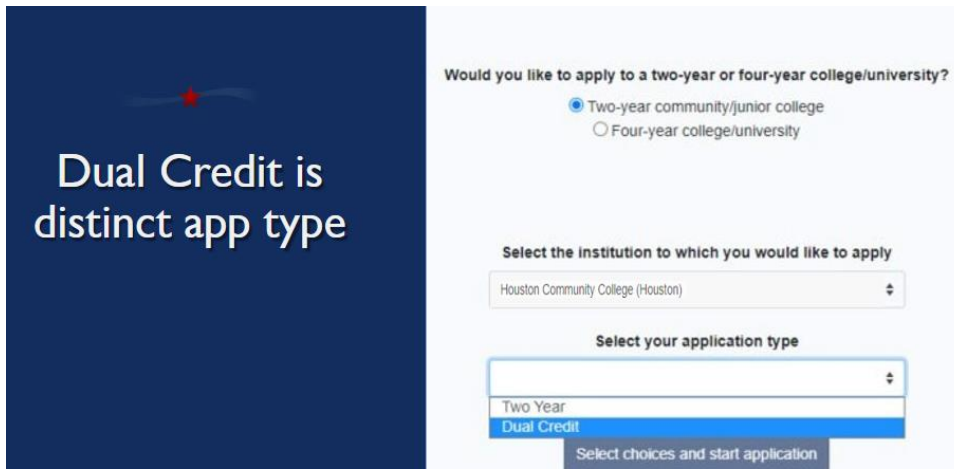 Dual Credit is
distinct app type
Would you like to apply to a two-year or four-year college/university?
Two-year community/junior college
Four-year college/university
Select the institution to which you would like to apply
Houston Community College (Houston)
Select your application type
Two Year
Dual Credit
Select choices and start application